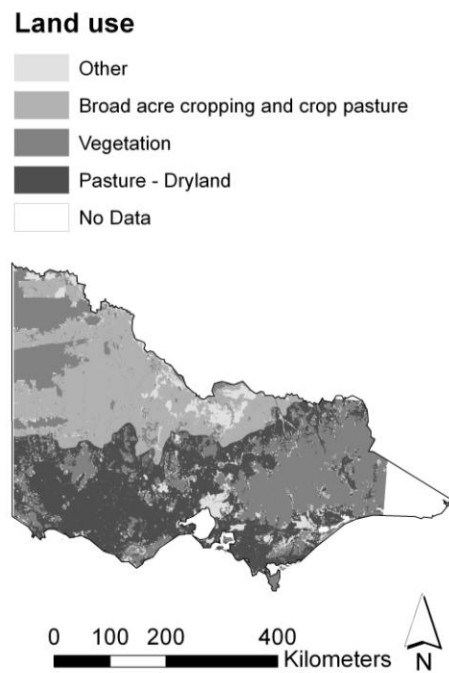 Land use
Other
Broad acre cropping and crop pasture
Vegetation
Pasture - Dryland
No Data
0 100 200 400
Kilometers
N